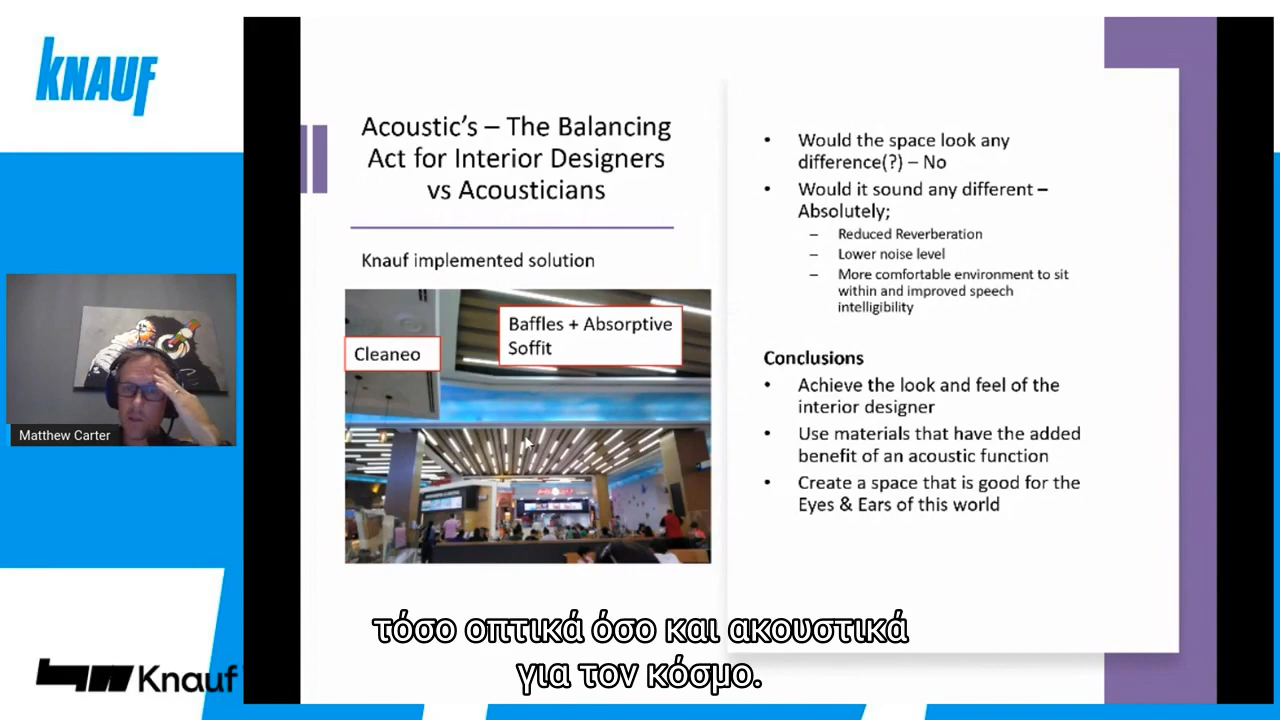 KNAUF
Acoustic's – The Balancing
Act for Interior Designers
vs Acousticians
Knauf implemented solution
Cleaneo
Baffles + Absorptive
Soffit
• Would the space look any
difference(?) – No
• Would it sound any different –
Absolutely;
– Reduced Reverberation
– Lower noise level
– More comfortable environment to sit
within and improved speech
intelligibility
Conclusions
• Achieve the look and feel of the
interior designer
• Use materials that have the added
benefit of an acoustic function
• Create a space that is good for the
Eyes & Ears of this world
Matthew Carter
τόσο οπτικά όσο και ακουστικά
για τον κόσμο.
Knauf